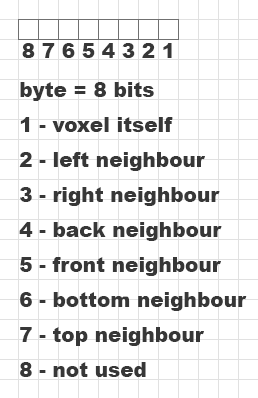 8 7 6 5 4 3 2 1
byte = 8 bits
1 - voxel itself
2 - left neighbour
3 - right neighbour
4 - back neighbour
5 - front neighbour
6 - bottom neighbour
7 - top neighbour
8 - not used